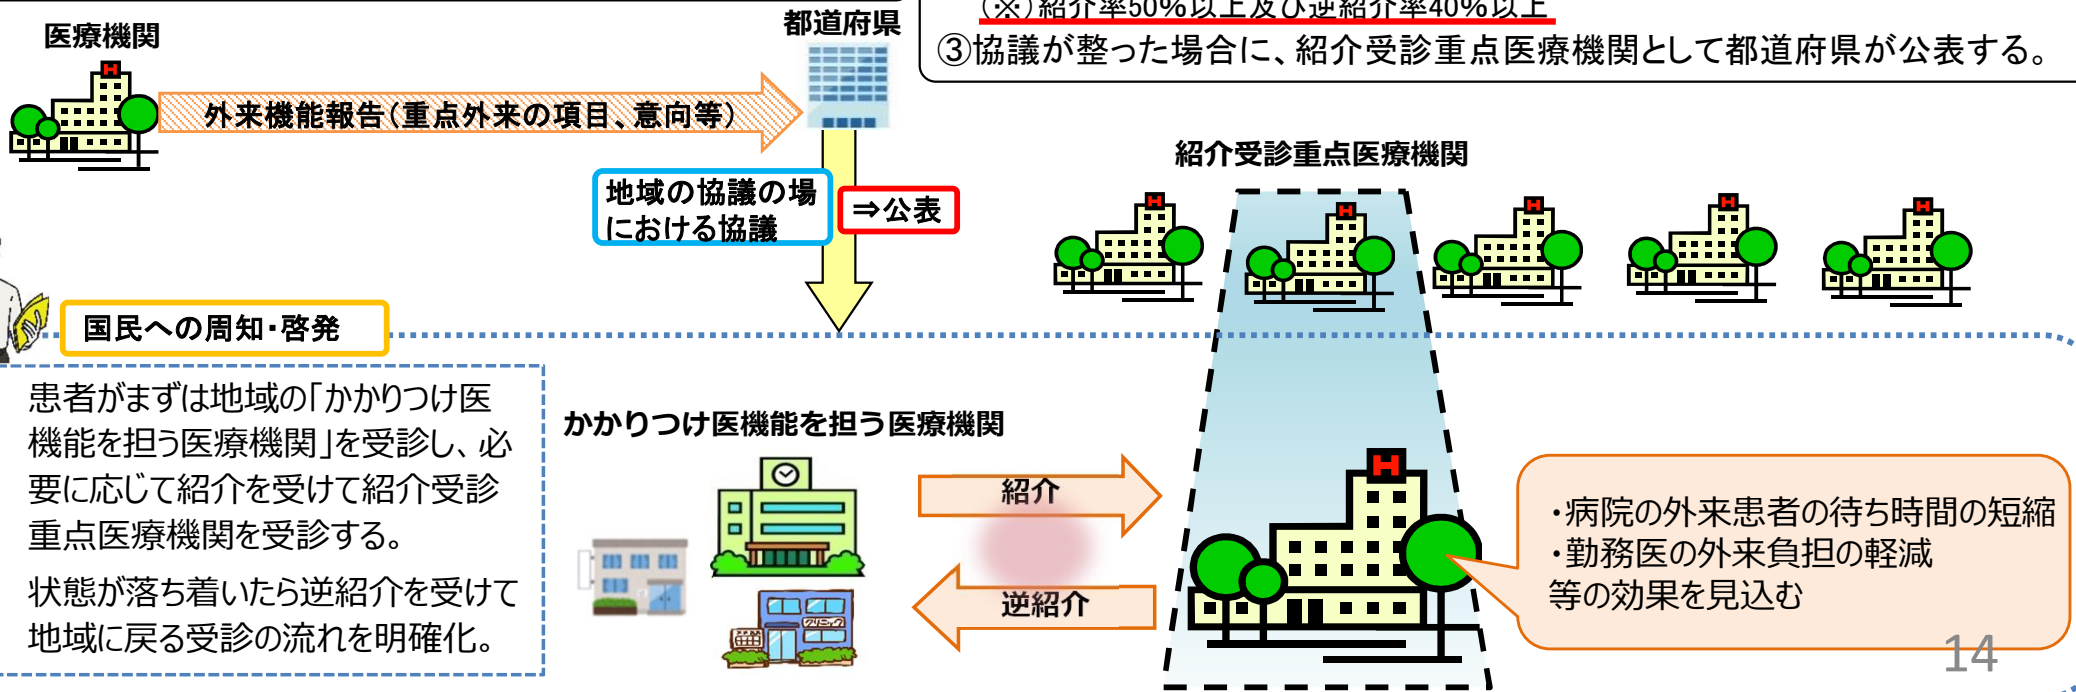 (※)紹介率50%以上及び逆紹介率40%以上
③協議が整った場合に、紹介受診重点医療機関として都道府県が公表する。
医療機関
都道府県
外来機能報告(重点外来の項目、意向等)
地域の協議の場
における協議
⇒公表
紹介受診重点医療機関
国民への周知・啓発
患者がまずは地域の「かかりつけ医
機能を担う医療機関」を受診し、必
要に応じて紹介を受けて紹介受診
重点医療機関を受診する。
状態が落ち着いたら逆紹介を受けて
地域に戻る受診の流れを明確化。
かかりつけ医機能を担う医療機関
クリニック
紹介
逆紹介
・病院の外来患者の待ち時間の短縮
・勤務医の外来負担の軽減
等の効果を見込む
14